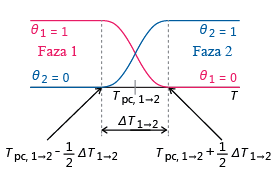 θ1 = 1 θ2 = 1
Faza 1 Faza 2
θ2 = 0 θ1 = 0
Tpc, 1→2 T
ΔT1→2
Tpc, 1→2 - 1/2 ΔT1→2 Tpc, 1→2 + 1/2 ΔT1→2